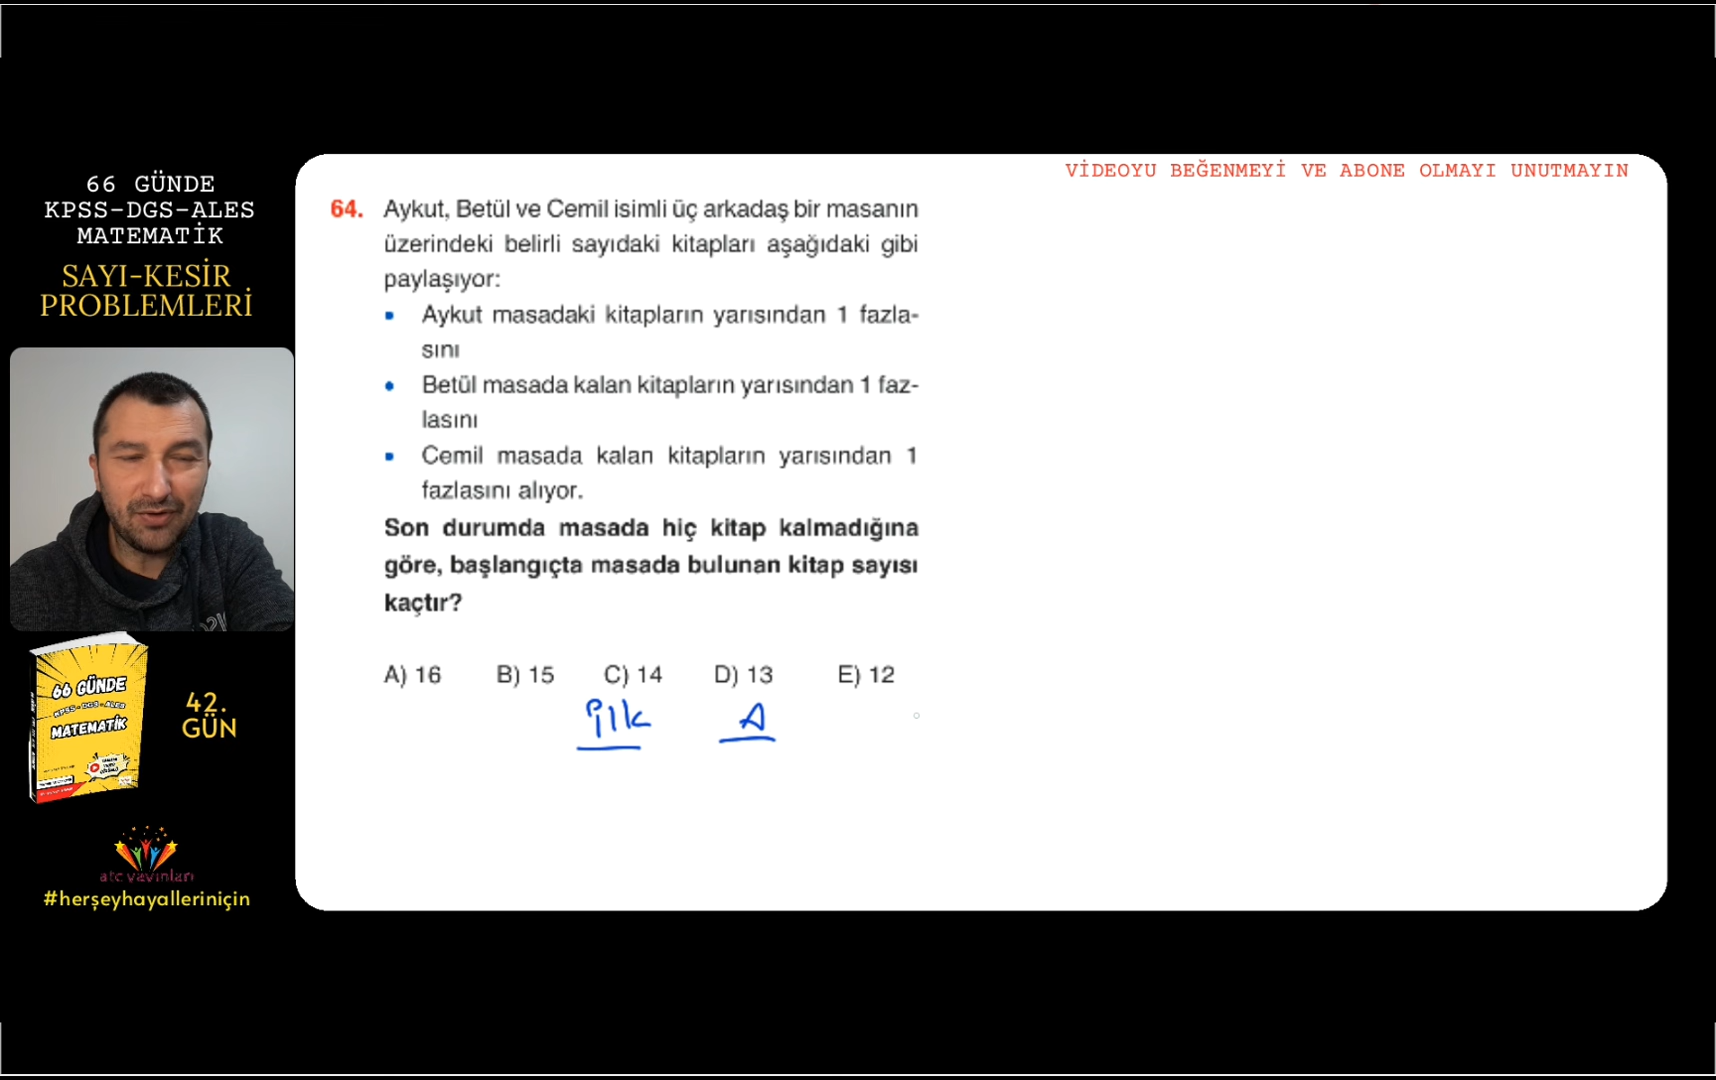 VİDEOYU BEĞENMEYİ VE ABONE OLMAYI UNUTMAYIN
66 GÜNDE
KPSS-DGS-ALES
MATEMATİK
SAYI-KESİR
PROBLEMLERİ
64. Aykut, Betül ve Cemil isimli üç arkadaş bir masanın
üzerindeki belirli sayıdaki kitapları aşağıdaki gibi
paylaşıyor:
• Aykut masadaki kitapların yarısından 1 fazla-
sını
• Betül masada kalan kitapların yarısından 1 faz-
lasını
• Cemil masada kalan kitapların yarısından 1
fazlasını alıyor.
Son durumda masada hiç kitap kalmadığına
göre, başlangıçta masada bulunan kitap sayısı
kaçtır?
A) 16 B) 15 C) 14 D) 13 E) 12
ilk A
66 GÜNDE
KPSS-DGS-ALES
MATEMATİK
42.
GÜN
atc yayınları
#herşeyhayalleriniçin